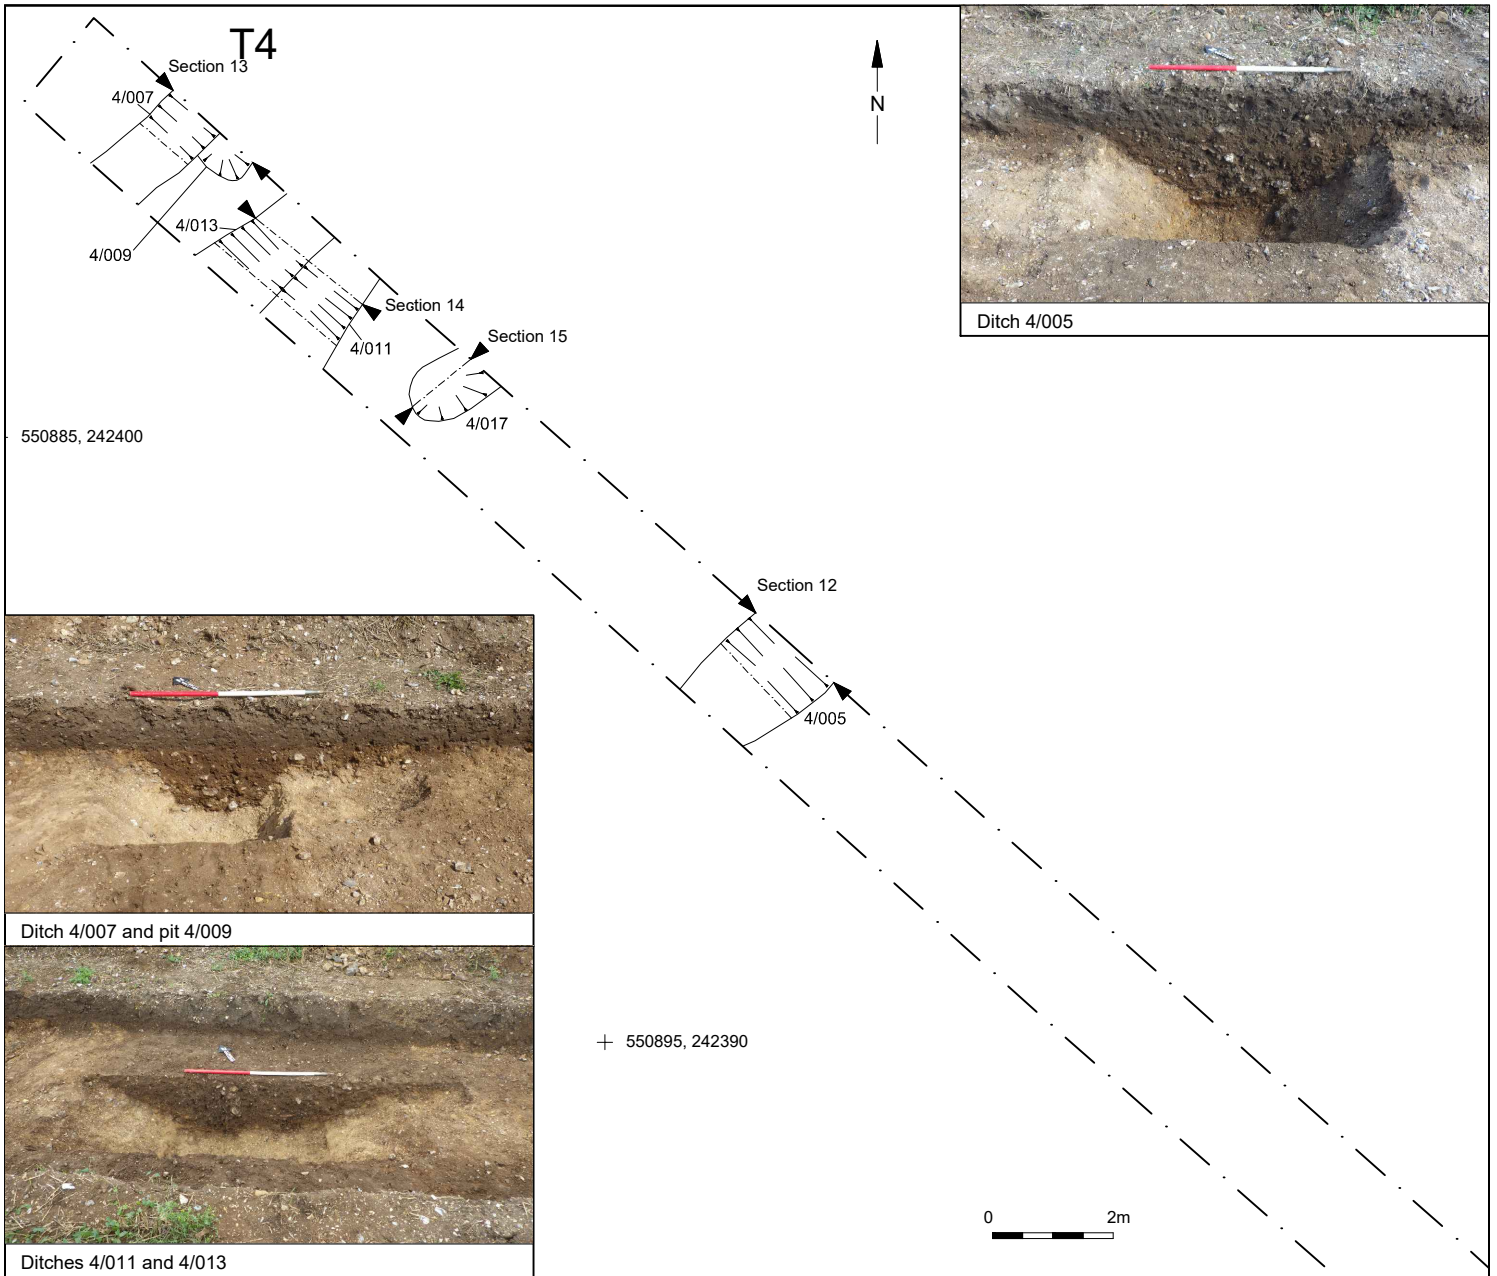 T4
Section 13
4/007
N
4/013
4/009
Section 14
4/011
Section 15
4/017
Ditch 4/005
550885, 242400
Section 12
4/005
Ditch 4/007 and pit 4/009
550895, 242390
0 2m
Ditches 4/011 and 4/013